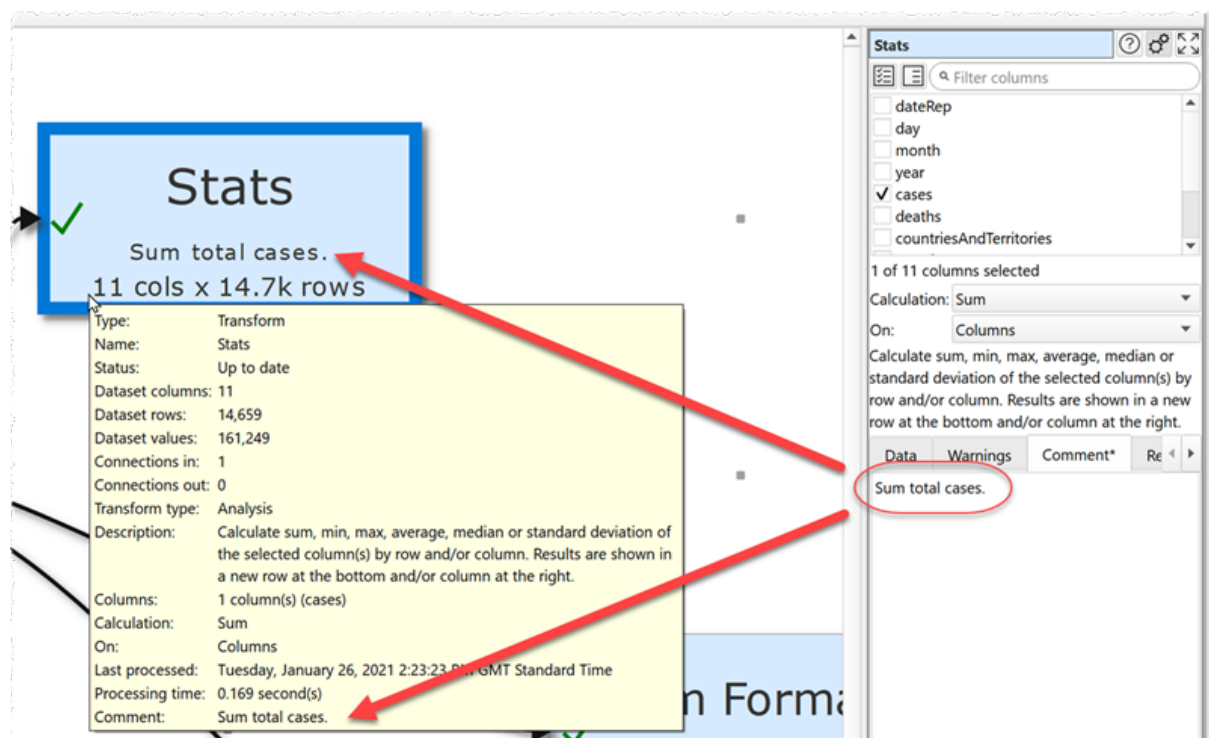 Stats
Sum total cases.
11 cols x 14.7k rows
Type: Transform
Name: Stats
Status: Up to date
Dataset columns: 11
Dataset rows: 14,659
Dataset values: 161,249
Connections in: 1
Connections out: 0
Transform type: Analysis
Description: Calculate sum, min, max, average, median or standard deviation of
the selected column(s) by row and/or column. Results are shown in
a new row at the bottom and/or column at the right.
Columns: 1 column(s) (cases)
Calculation: Sum
On: Columns
Last processed: Tuesday, January 26, 2021 2:23:23 PM GMT Standard Time
Processing time: 0.169 second(s)
Comment: Sum total cases.
Stats
Filter columns
dateRep
day
month
year
cases
deaths
countriesAndTerritories
1 of 11 columns selected
Calculation: Sum
On: Columns
Calculate sum, min, max, average, median or
standard deviation of the selected column(s) by
row and/or column. Results are shown in a new
row at the bottom and/or column at the right.
Data Warnings Comment* Re
Sum total cases.